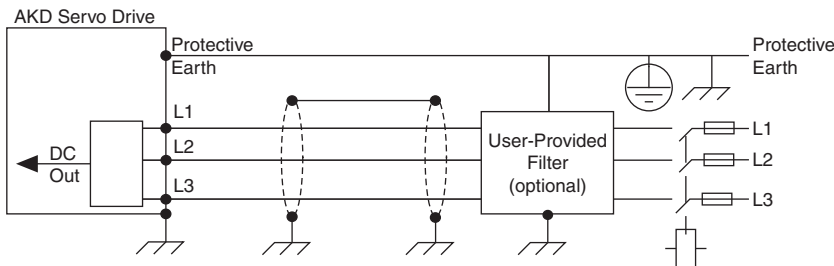 AKD Servo Drive
Protective
Earth
Protective
Earth
L1
L2
L3
DC
Out
User-Provided
Filter
(optional)
L1
L2
L3